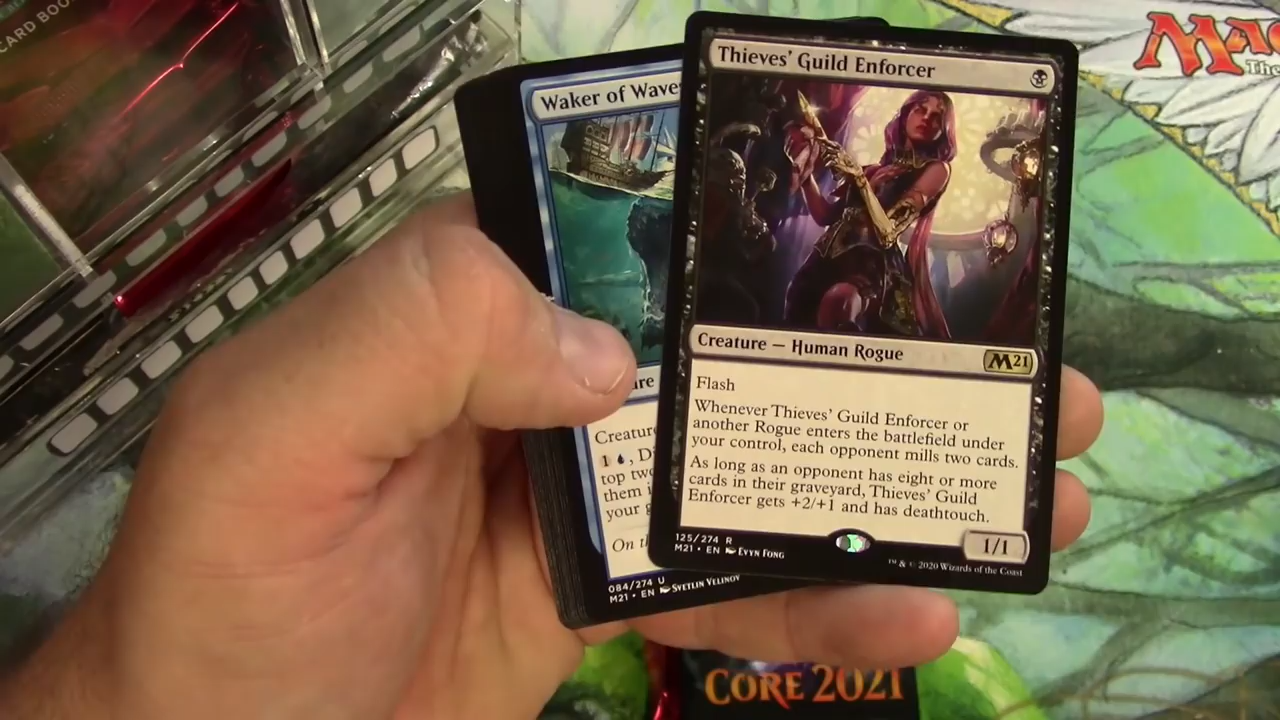 CARD BOO
Waker of Waves
Creature
1
top two
them i
your g
On t
084/274 U
M21 • EN SVETLIN VELINOV
Thieves' Guild Enforcer
Creature — Human Rogue
M21
Flash
Whenever Thieves' Guild Enforcer or
another Rogue enters the battlefield under
your control, each opponent mills two cards.
As long as an opponent has eight or more
cards in their graveyard, Thieves' Guild
Enforcer gets +2/+1 and has deathtouch.
1/1
125/274 R
M21 • EN EVYN FONG
™ & © 2020 Wizards of the Coast
MAG
The
CORE 2021